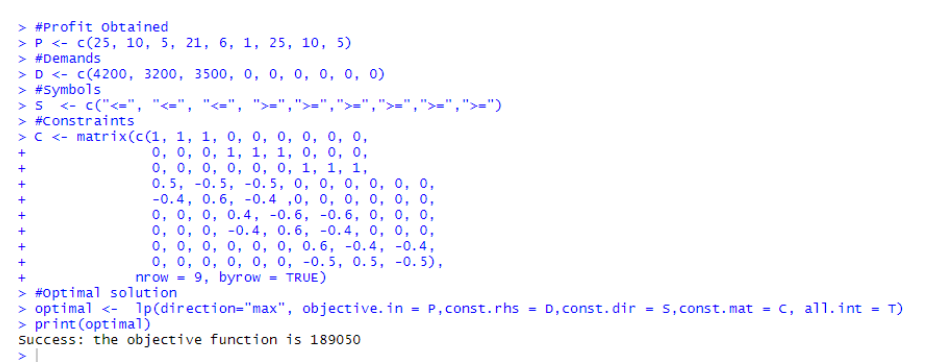 > #Profit Obtained
> P <- c(25, 10, 5, 21, 6, 1, 25, 10, 5)
> #Demands
> D <- c(4200, 3200, 3500, 0, 0, 0, 0, 0, 0)
> #Symbols
> S  <- c("<=", "<=", "<=", ">=",">=",">=",">=",">=",">=")
> #Constraints
> C <- matrix(c(1, 1, 1, 0, 0, 0, 0, 0, 0,
+               0, 0, 0, 1, 1, 1, 0, 0, 0,
+               0, 0, 0, 0, 0, 0, 1, 1, 1,
+               0.5, -0.5, -0.5, 0, 0, 0, 0, 0, 0,
+               -0.4, 0.6, -0.4 ,0, 0, 0, 0, 0, 0,
+               0, 0, 0, 0.4, -0.6, -0.6, 0, 0, 0,
+               0, 0, 0, -0.4, 0.6, -0.4, 0, 0, 0,
+               0, 0, 0, 0, 0, 0, 0.6, -0.4, -0.4,
+               0, 0, 0, 0, 0, 0, -0.5, 0.5, -0.5),
+             nrow = 9, byrow = TRUE)
> #Optimal solution
> optimal <-  lp(direction="max", objective.in = P,const.rhs = D,const.dir = S,const.mat = C, all.int = T)
> print(optimal)
Success: the objective function is 189050
>